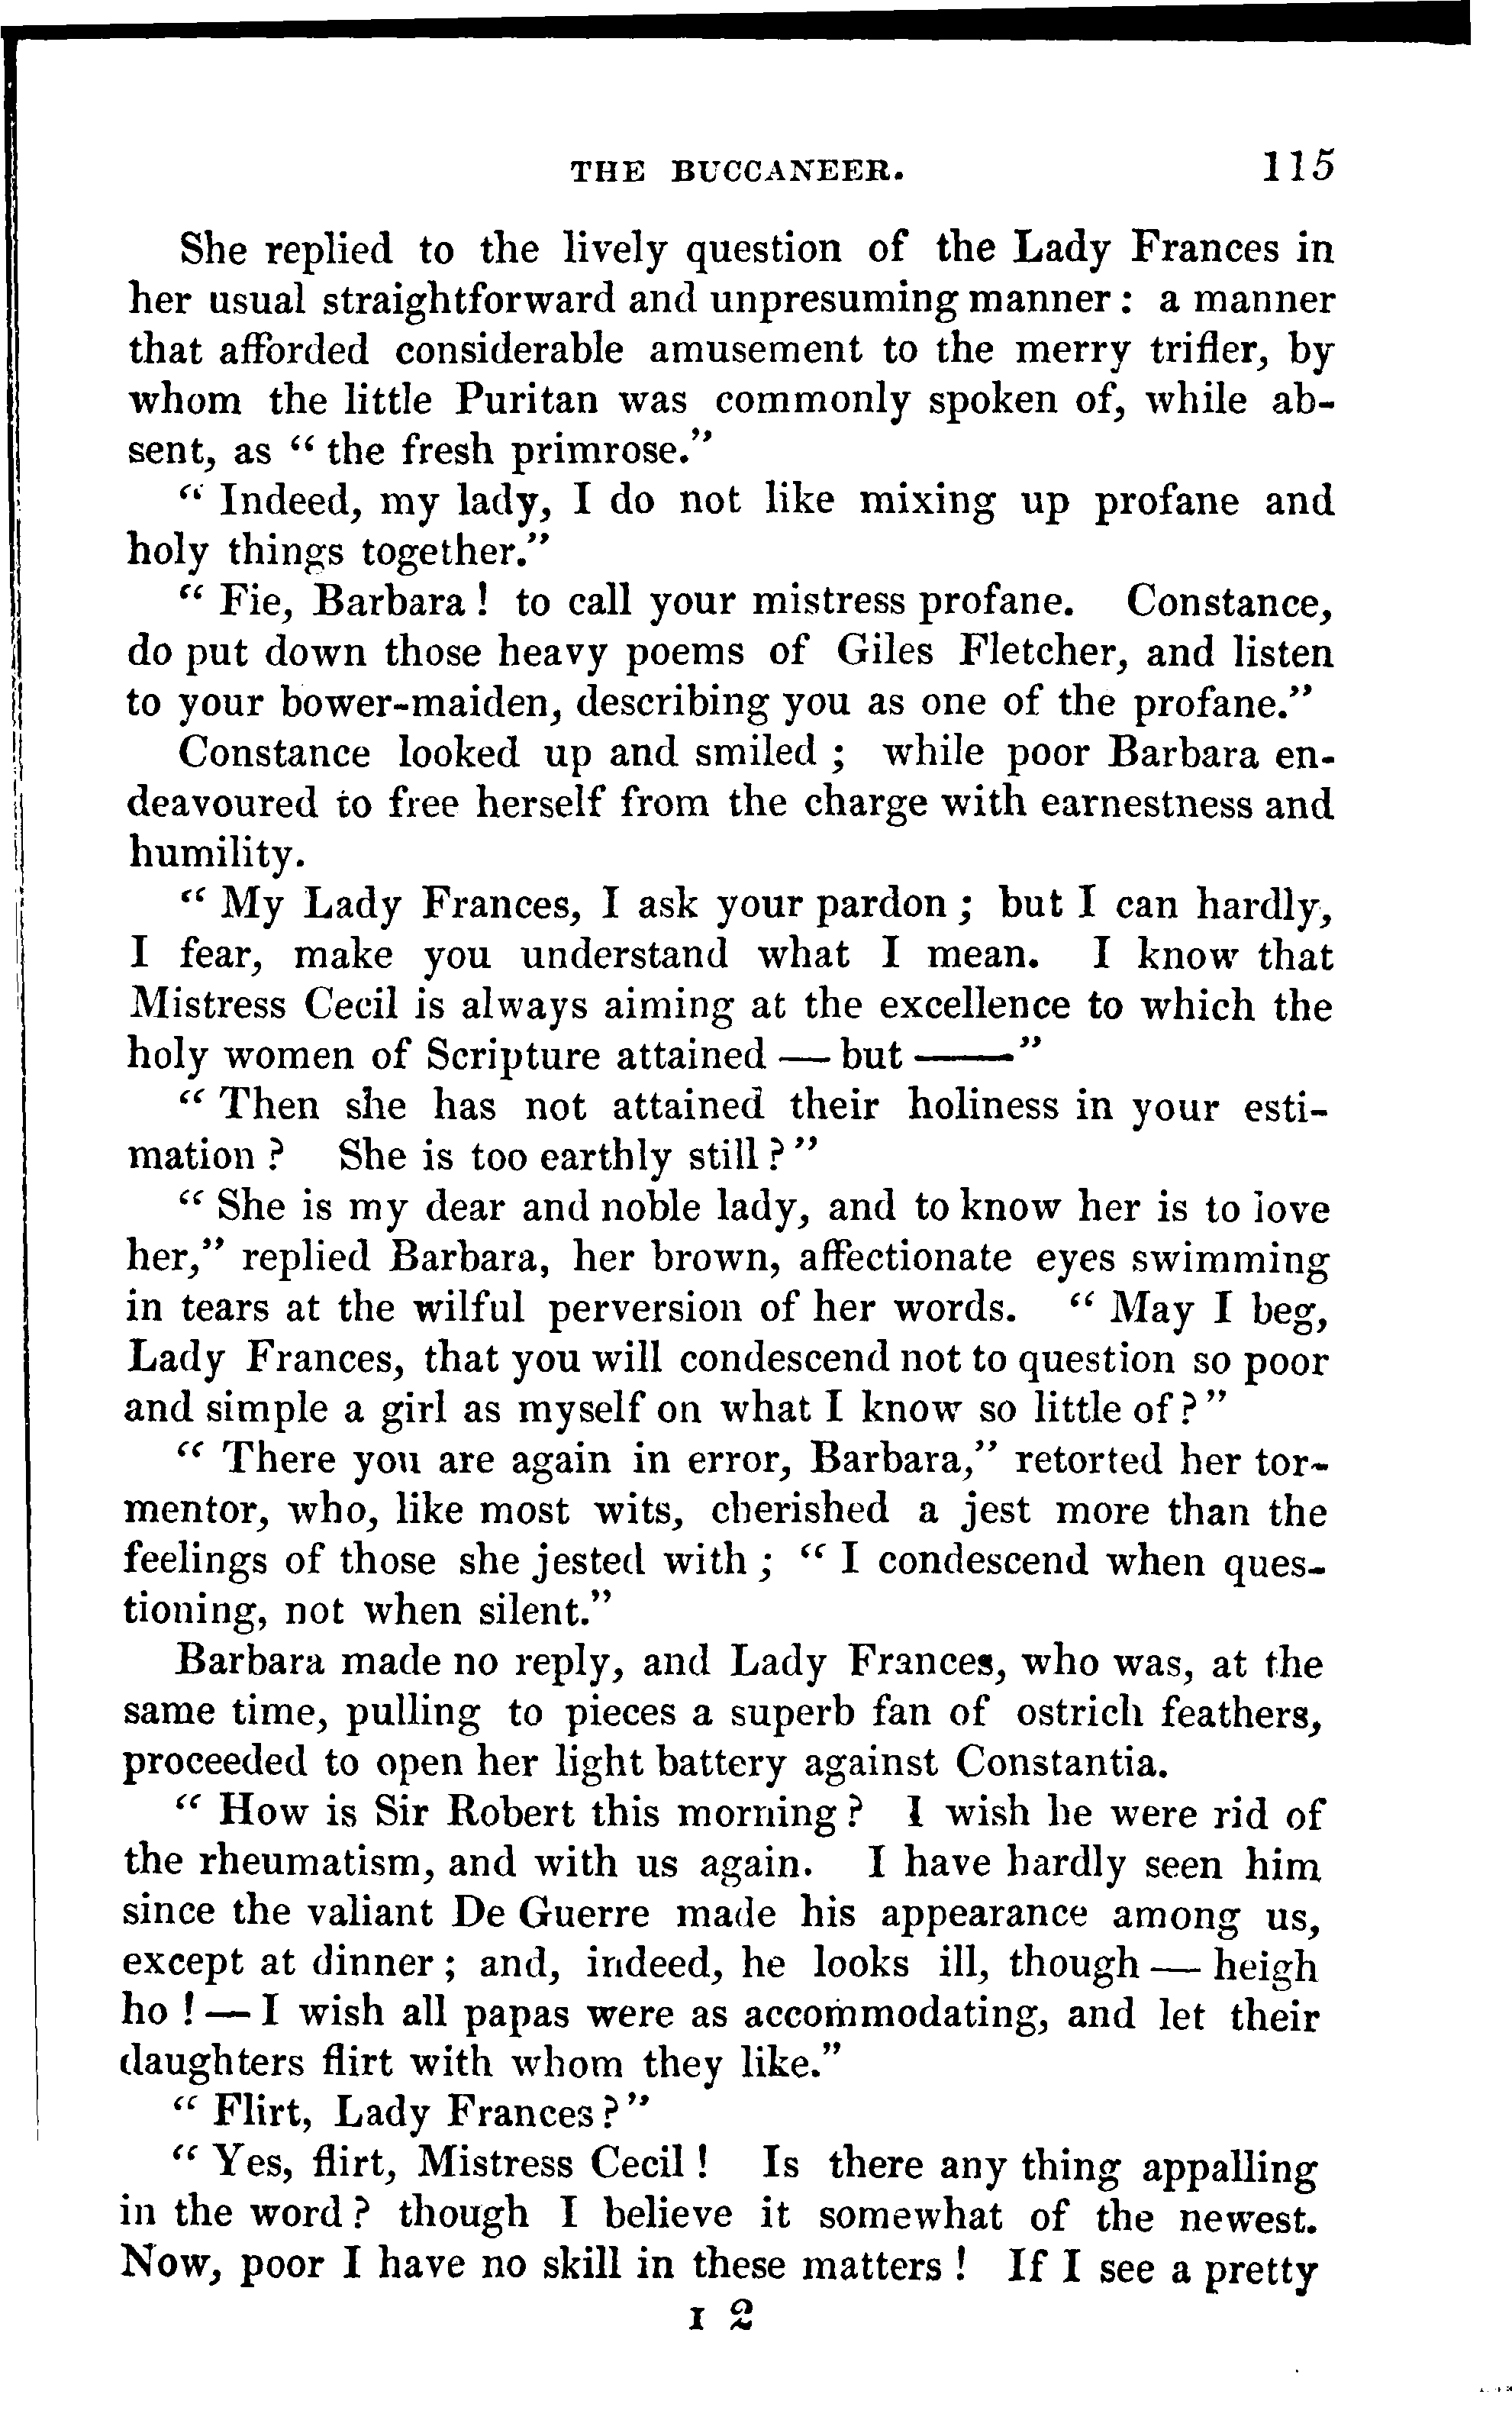 THE BUCCANEER. 115
She replied to the lively question of the Lady Frances in
her usual straightforward and unpresuming manner : a manner
that afforded considerable amusement to the merry trifler, by
whom the little Puritan was commonly spoken of, while ab-
sent, as “ the fresh primrose.”
“ Indeed, my lady, I do not like mixing up profane and
holy things together.”
“ Fie, Barbara ! to call your mistress profane. Constance,
do put down those heavy poems of Giles Fletcher, and listen
to your bower-maiden, describing you as one of the profane.”
Constance looked up and smiled ; while poor Barbara en-
deavoured to free herself from the charge with earnestness and
humility.
“ My Lady Frances, I ask your pardon ; but I can hardly,
I fear, make you understand what I mean. I know that
Mistress Cecil is always aiming at the excellence to which the
holy women of Scripture attained — but ——”
“ Then she has not attained their holiness in your esti-
mation ? She is too earthly still ? ”
“ She is my dear and noble lady, and to know her is to love
her,” replied Barbara, her brown, affectionate eyes swimming
in tears at the wilful perversion of her words. “ May I beg,
Lady Frances, that you will condescend not to question so poor
and simple a girl as myself on what I know so little of ? ”
“ There you are again in error, Barbara,” retorted her tor-
mentor, who, like most wits, cherished a jest more than the
feelings of those she jested with ; “ I condescend when ques-
tioning, not when silent.”
Barbara made no reply, and Lady Frances, who was, at the
same time, pulling to pieces a superb fan of ostrich feathers,
proceeded to open her light battery against Constantia.
“ How is Sir Robert this morning ? I wish he were rid of
the rheumatism, and with us again. I have hardly seen him
since the valiant De Guerre made his appearance among us,
except at dinner ; and, indeed, he looks ill, though — heigh
ho ! — I wish all papas were as accommodating, and let their
daughters flirt with whom they like.”
“ Flirt, Lady Frances ? ”
“ Yes, flirt, Mistress Cecil ! Is there any thing appalling
in the word ? though I believe it somewhat of the newest.
Now, poor I have no skill in these matters ! If I see a pretty
I 2